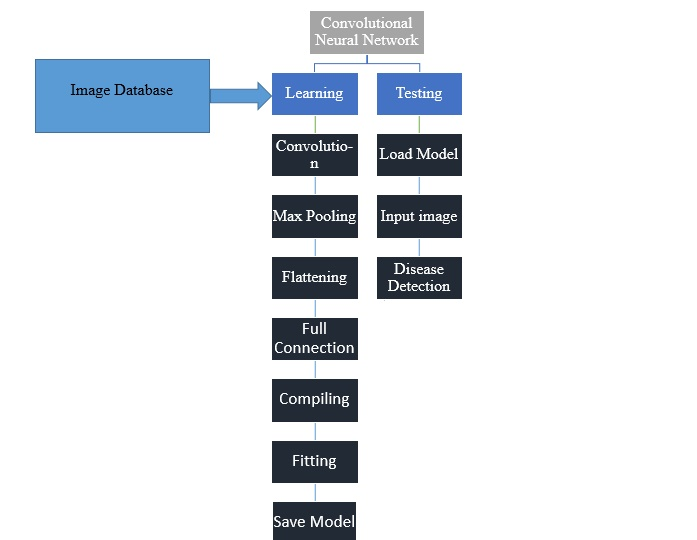 Convolutional
Neural Network
Image Database
Learning
Testing
Convolutio-
n
Load Model
Max Pooling
Input image
Flattening
Disease
Detection
Full
Connection
Compiling
Fitting
Save Model